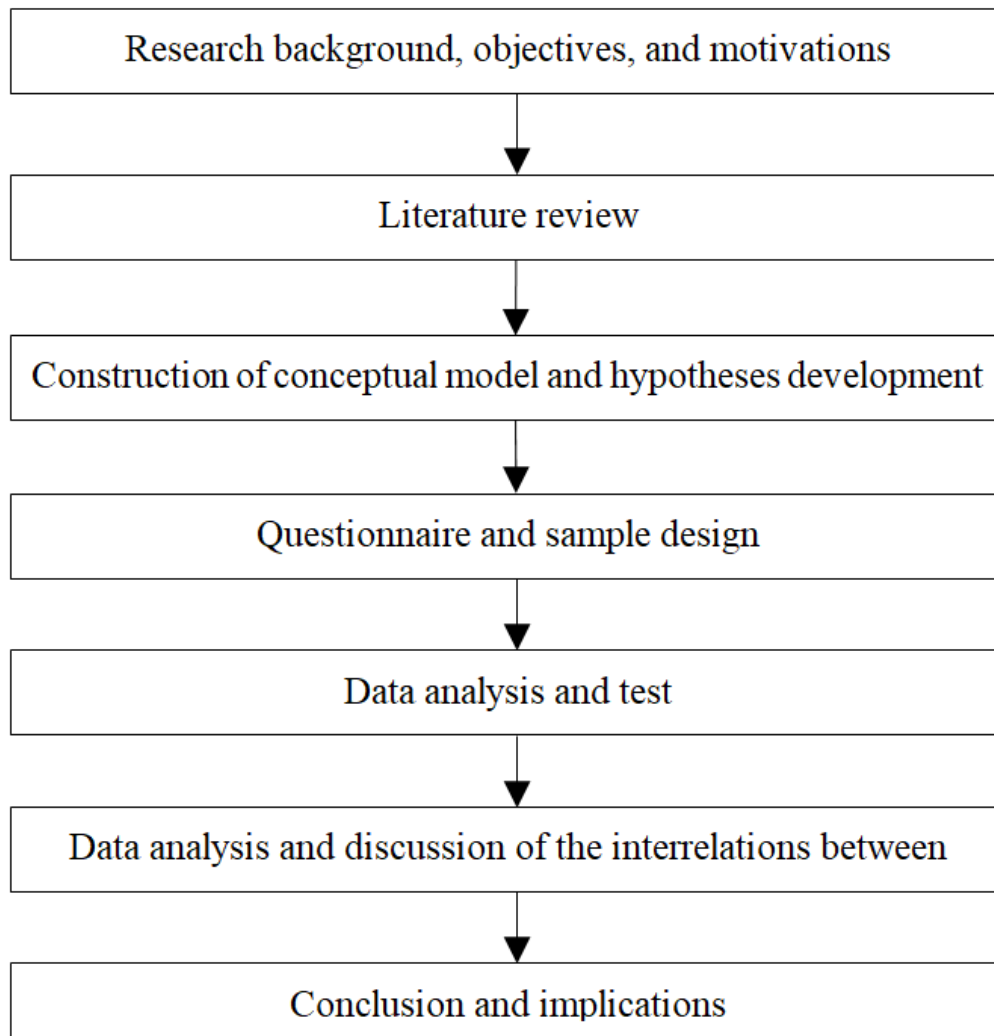 Research background, objectives, and motivations
Literature review
Construction of conceptual model and hypotheses development
Questionnaire and sample design
Data analysis and test
Data analysis and discussion of the interrelations between
Conclusion and implications